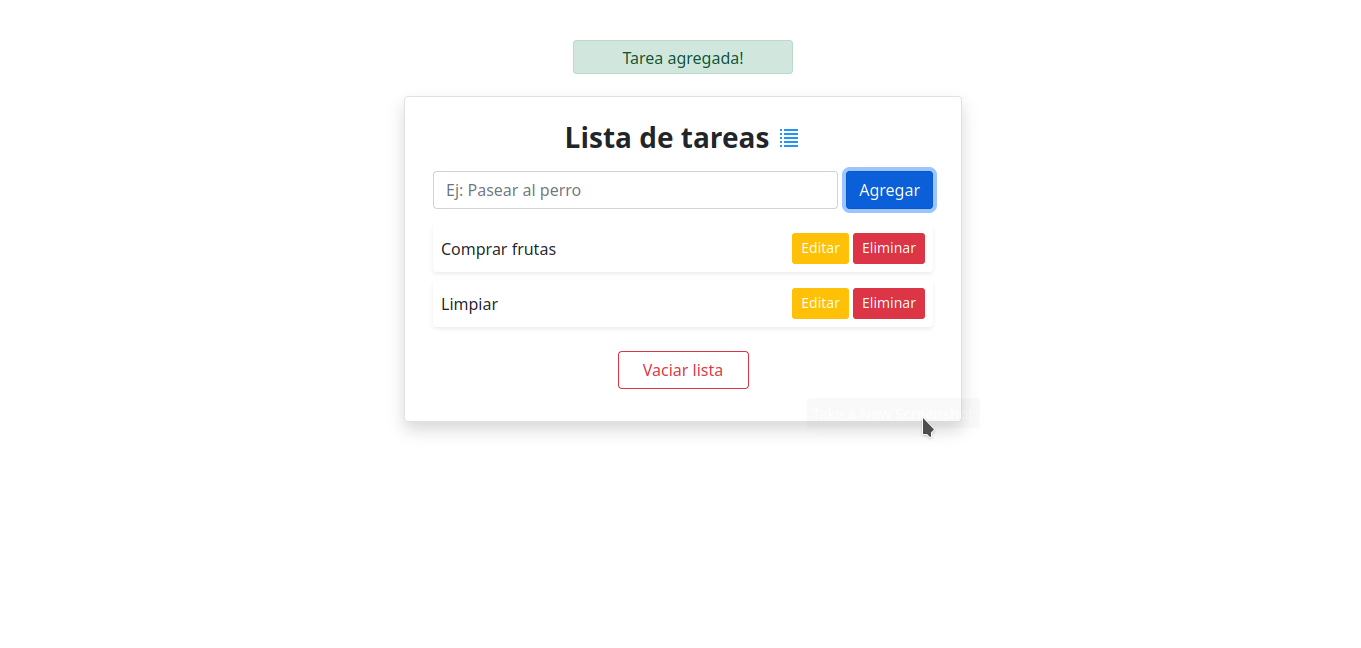 Tarea agregada!
Lista de tareas
Ej: Pasear al perro
Agregar
Comprar frutas
Editar Eliminar
Limpiar
Editar Eliminar
Vaciar lista